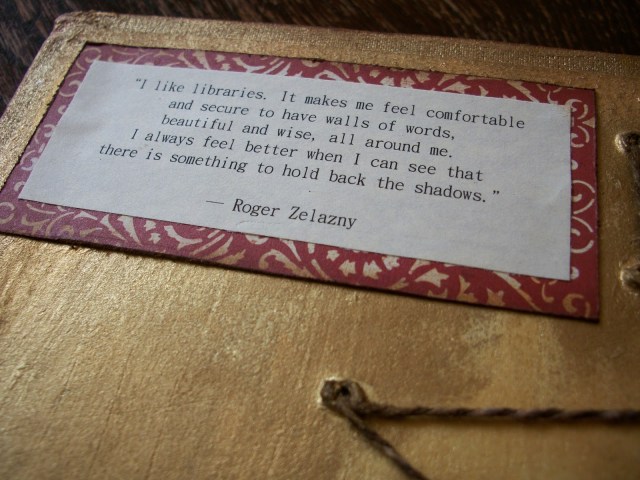 “I like libraries. It makes me feel comfortable
and secure to have walls of words,
beautiful and wise, all around me.
I always feel better when I can see that
there is something to hold back the shadows.”
— Roger Zelazny